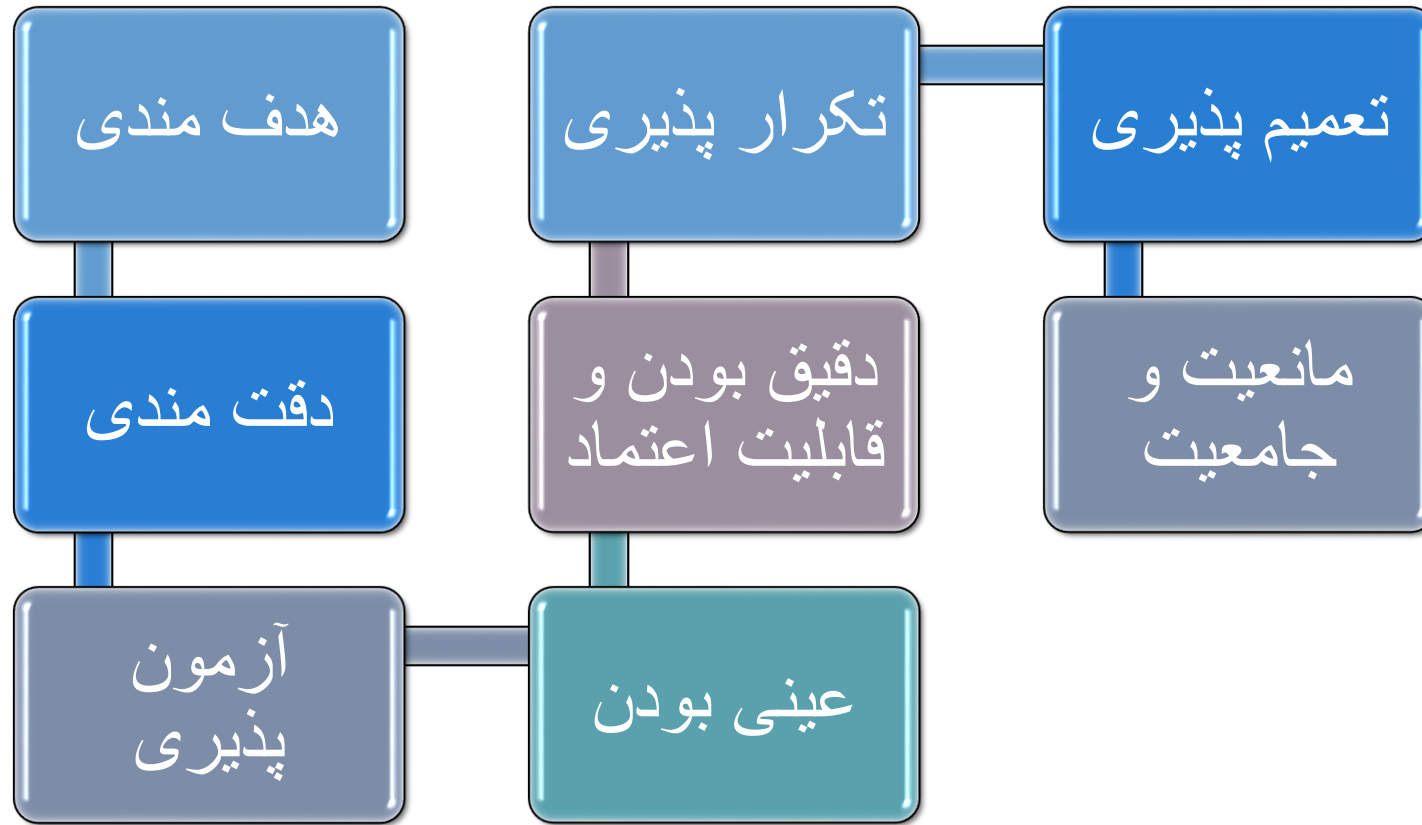 هدف مندی
دقت مندی
آزمون
پذیری
عینی بودن
دقیق بودن و
قابلیت اعتماد
تکرار پذیری
تعمیم پذیری
مانعیت و
جامعیت